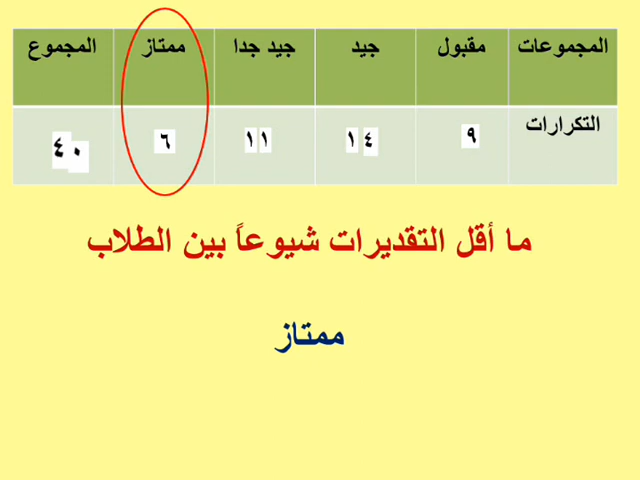 المجموعات مقبول جيد جيد جدا ممتاز المجموع
التكرارات ٩ ١٤ ١١ ٦ ٤٠
ما أقل التقديرات شيوعاً بين الطلاب
ممتاز